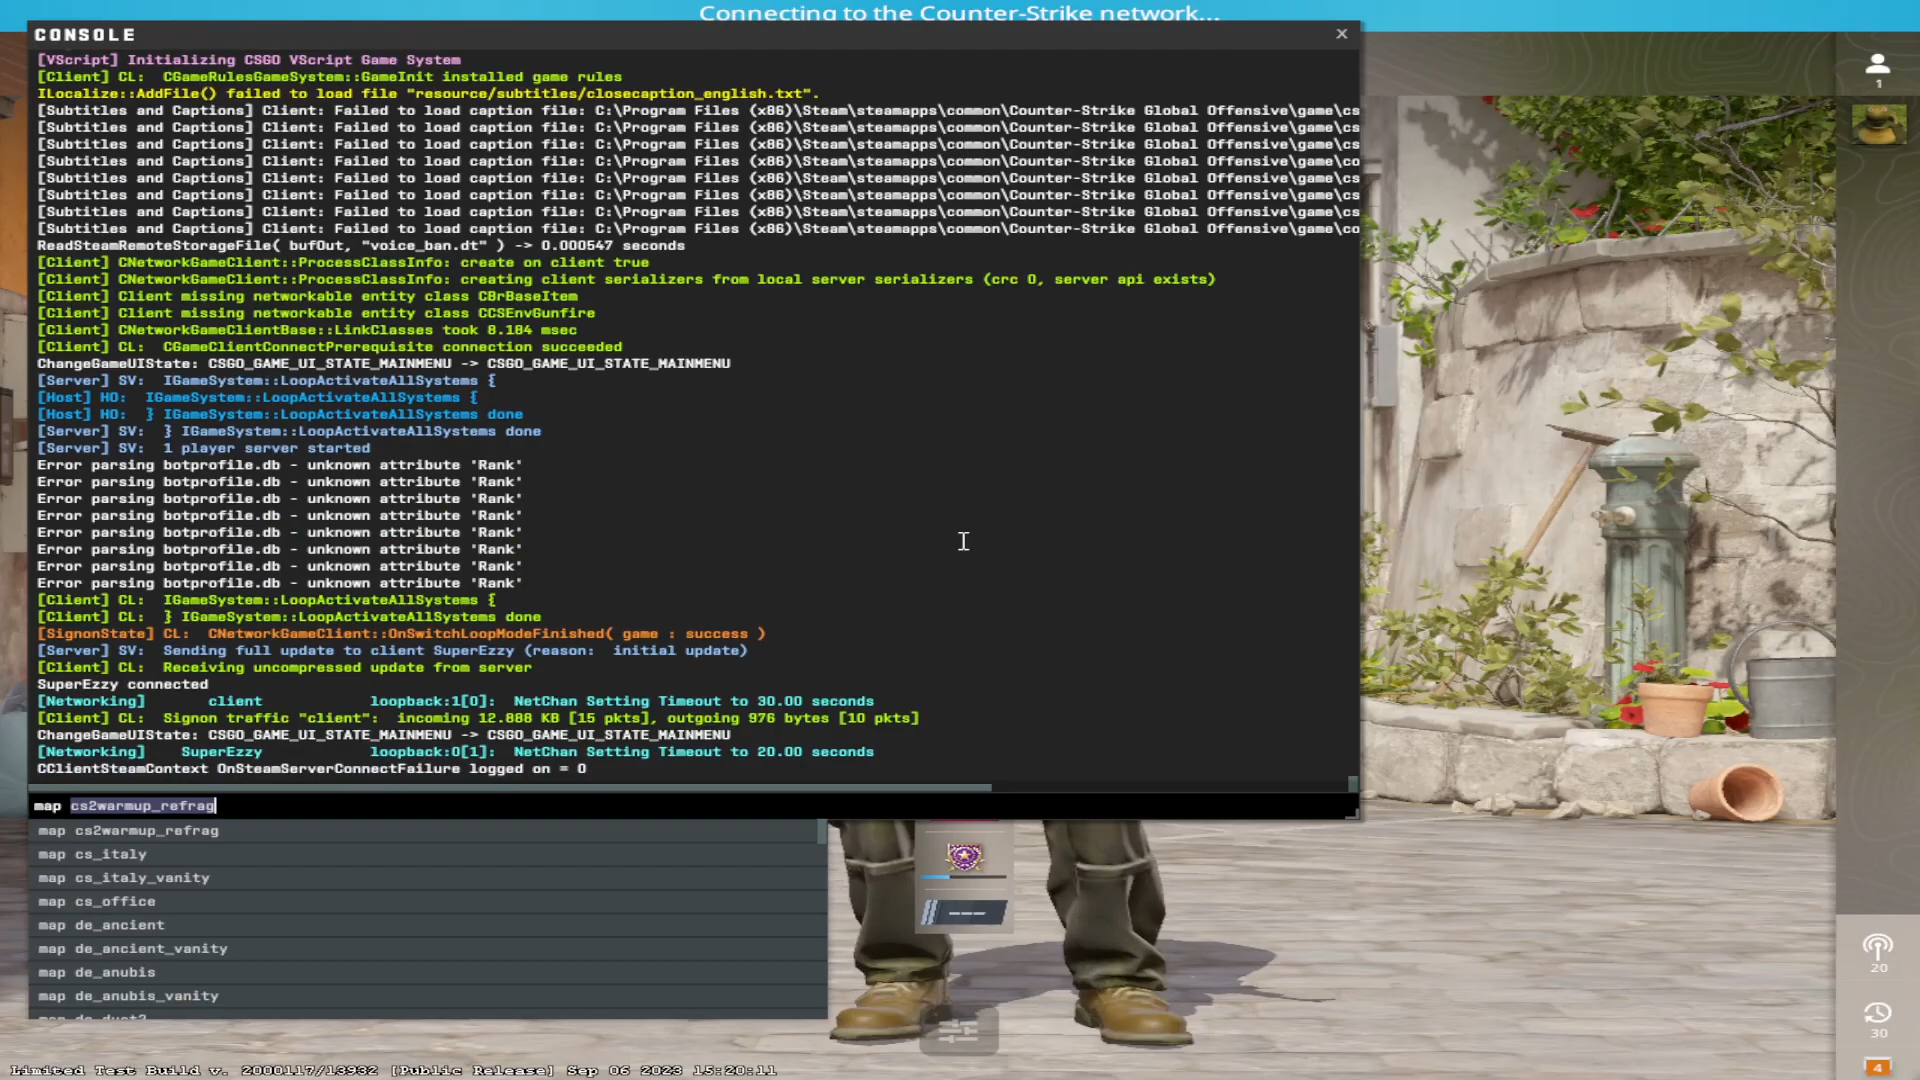 Connecting to the Counter-Strike network...
CONSOLE
[VScript] Initializing CSGO VScript Game System
[Client] CL:  CGameRulesGameSystem::GameInit installed game rules
ILocalize::AddFile() failed to load file "resource/subtitles/closecaption_english.txt".
[Subtitles and Captions] Client: Failed to load caption file: C:\Program Files (x86)\Steam\steamapps\common\Counter-Strike Global Offensive\game\cs
[Subtitles and Captions] Client: Failed to load caption file: C:\Program Files (x86)\Steam\steamapps\common\Counter-Strike Global Offensive\game\cs
[Subtitles and Captions] Client: Failed to load caption file: C:\Program Files (x86)\Steam\steamapps\common\Counter-Strike Global Offensive\game\cs
[Subtitles and Captions] Client: Failed to load caption file: C:\Program Files (x86)\Steam\steamapps\common\Counter-Strike Global Offensive\game\co
[Subtitles and Captions] Client: Failed to load caption file: C:\Program Files (x86)\Steam\steamapps\common\Counter-Strike Global Offensive\game\cs
[Subtitles and Captions] Client: Failed to load caption file: C:\Program Files (x86)\Steam\steamapps\common\Counter-Strike Global Offensive\game\co
[Subtitles and Captions] Client: Failed to load caption file: C:\Program Files (x86)\Steam\steamapps\common\Counter-Strike Global Offensive\game\cs
[Subtitles and Captions] Client: Failed to load caption file: C:\Program Files (x86)\Steam\steamapps\common\Counter-Strike Global Offensive\game\co
ReadSteamRemoteStorageFile( bufOut, "voice_ban.dt" ) -> 0.000547 seconds
[Client] CNetworkGameClient::ProcessClassInfo: create on client true
[Client] CNetworkGameClient::ProcessClassInfo: creating client serializers from local server serializers (crc 0, server api exists)
[Client] Client missing networkable entity class CBrBaseItem
[Client] Client missing networkable entity class CCSEnvGunfire
[Client] CNetworkGameClientBase::LinkClasses took 8.184 msec
[Client] CL:  CGameClientConnectPrerequisite connection succeeded
ChangeGameUIState: CSGO_GAME_UI_STATE_MAINMENU -> CSGO_GAME_UI_STATE_MAINMENU
[Server] SV:  IGameSystem::LoopActivateAllSystems {
[Host] HO:  IGameSystem::LoopActivateAllSystems {
[Host] HO:  } IGameSystem::LoopActivateAllSystems done
[Server] SV:  } IGameSystem::LoopActivateAllSystems done
[Server] SV:  1 player server started
Error parsing botprofile.db - unknown attribute 'Rank'
Error parsing botprofile.db - unknown attribute 'Rank'
Error parsing botprofile.db - unknown attribute 'Rank'
Error parsing botprofile.db - unknown attribute 'Rank'
Error parsing botprofile.db - unknown attribute 'Rank'
Error parsing botprofile.db - unknown attribute 'Rank'
Error parsing botprofile.db - unknown attribute 'Rank'
Error parsing botprofile.db - unknown attribute 'Rank'
[Client] CL:  IGameSystem::LoopActivateAllSystems {
[Client] CL:  } IGameSystem::LoopActivateAllSystems done
[SignonState] CL:  CNetworkGameClient::OnSwitchLoopModeFinished( game : success )
[Server] SV:  Sending full update to client SuperEzzy (reason:  initial update)
[Client] CL:  Receiving uncompressed update from server
SuperEzzy connected
[Networking]       client            loopback:1[0]:  NetChan Setting Timeout to 30.00 seconds
[Client] CL:  Signon traffic "client":  incoming 12.888 KB [15 pkts], outgoing 976 bytes [10 pkts]
ChangeGameUIState: CSGO_GAME_UI_STATE_MAINMENU -> CSGO_GAME_UI_STATE_MAINMENU
[Networking]    SuperEzzy            loopback:0[1]:  NetChan Setting Timeout to 20.00 seconds
CClientSteamContext OnSteamServerConnectFailure logged on = 0
map cs2warmup_refrag
map cs2warmup_refrag
map cs_italy
map cs_italy_vanity
map cs_office
map de_ancient
map de_ancient_vanity
map de_anubis
map de_anubis_vanity
map de_dust2
1
20
30
4
Limited Test Build v. 2000117/13932 [Public Release] Sep 06 2023 15:20:11